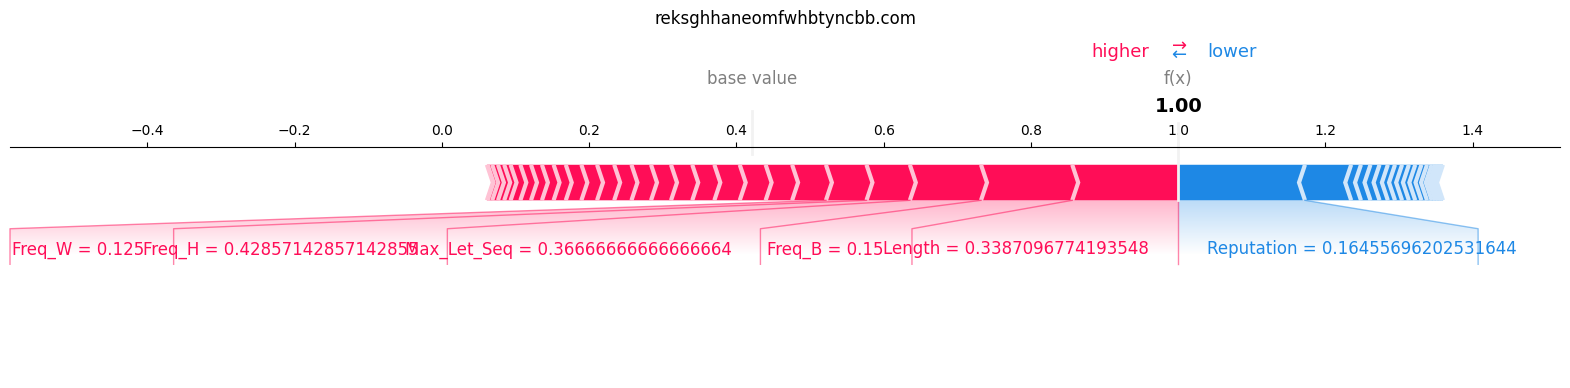 reksghhaneomfwhbtyncbb.com
higher ⇄ lower
base value f(x)
1.00
−0.4 −0.2 0.0 0.2 0.4 0.6 0.8 1.0 1.2 1.4
Freq_W = 0.125 Freq_H = 0.42857142857142855 Max_Let_Seq = 0.36666666666666664 Freq_B = 0.15 Length = 0.3387096774193548 Reputation = 0.16455696202531644